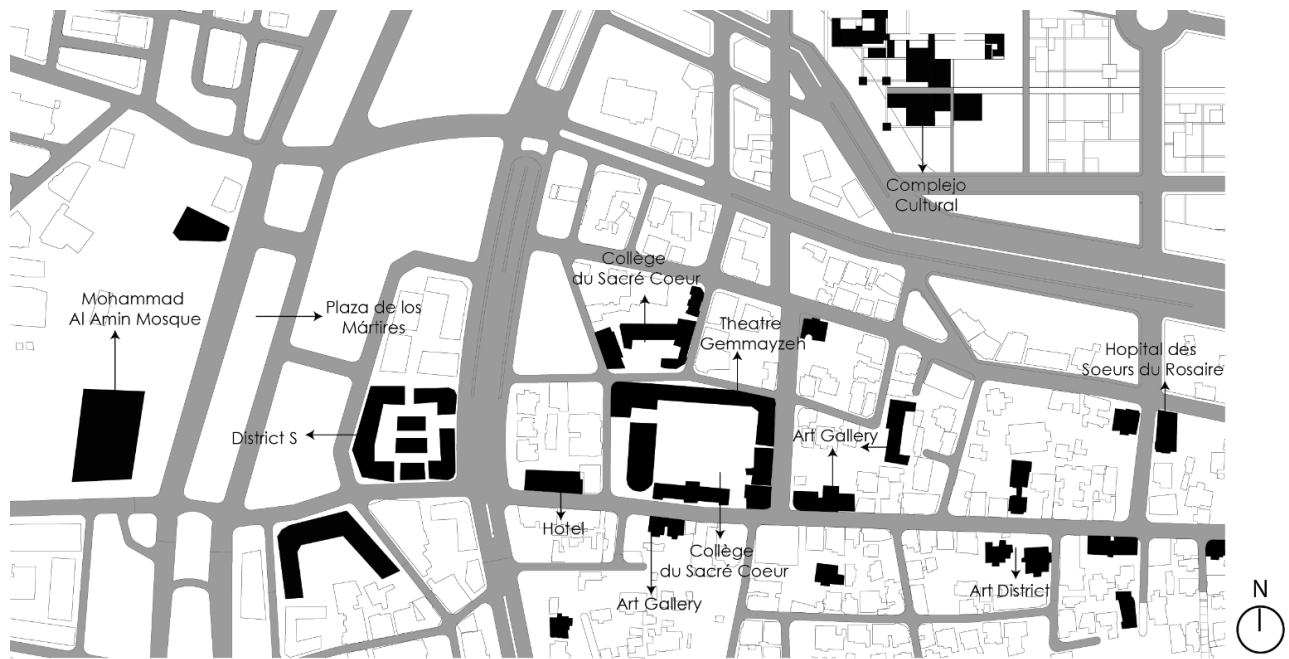 Complejo
Cultural
Collège
du Sacré Coeur
Mohammad
Al Amin Mosque
Plaza de los
Mártires
Theatre
Gemmayzeh
Hopital des
Soeurs du Rosaire
District S
Art Gallery
Hotel
Collège
du Sacré Coeur
Art Gallery
Art District
N